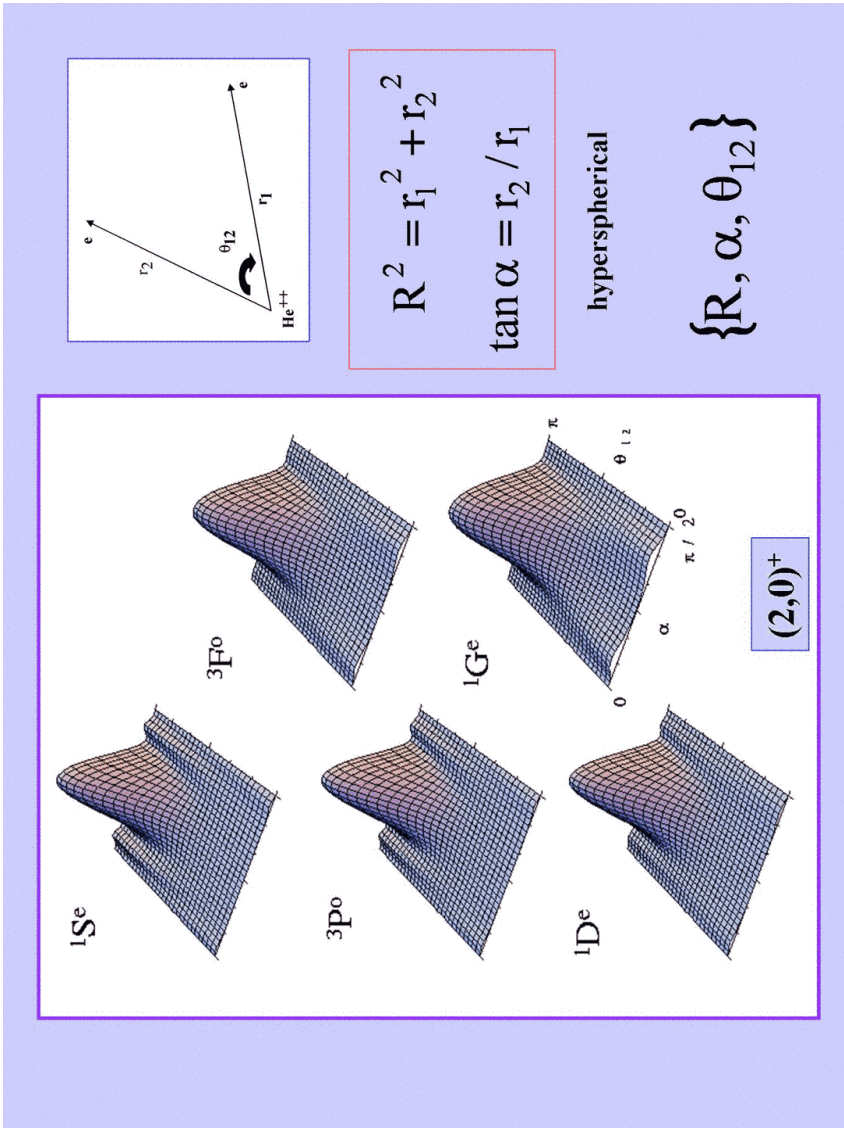 ¹Sᵉ
³Fᵒ
³Pᵒ
¹Gᵉ
¹Dᵉ
0
α
π / 2
0
θ₁₂
π
(2,0)⁺
e
r₂
θ₁₂
e
r₁
He⁺⁺
R² = r₁² + r₂²
tan α = r₂ / r₁
hyperspherical
{R, α, θ₁₂}